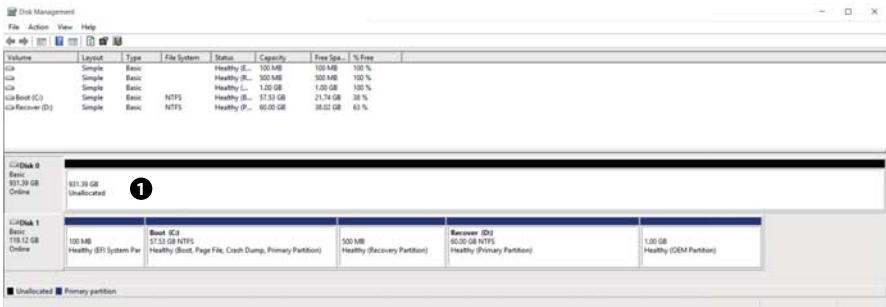 Disk Management
File Action View Help
Volume Layout Type File System Status Capacity Free Spa... % Free
Simple Basic Healthy (E... 100 MB 100 MB 100 %
Simple Basic Healthy (R... 500 MB 500 MB 100 %
Simple Basic Healthy (... 1.00 GB 1.00 GB 100 %
Boot (C:) Simple Basic NTFS Healthy (B... 57.53 GB 21.74 GB 38 %
Recover (D:) Simple Basic NTFS Healthy (P... 60.00 GB 38.02 GB 63 %
Disk 0
Basic
931.39 GB
Online
931.39 GB
Unallocated
1
Disk 1
Basic
119.12 GB
Online
100 MB
Healthy (EFI System Par
Boot (C:)
57.53 GB NTFS
Healthy (Boot, Page File, Crash Dump, Primary Partition)
500 MB
Healthy (Recovery Partition)
Recover (D:)
60.00 GB NTFS
Healthy (Primary Partition)
1.00 GB
Healthy (OEM Partition)
Unallocated Primary partition